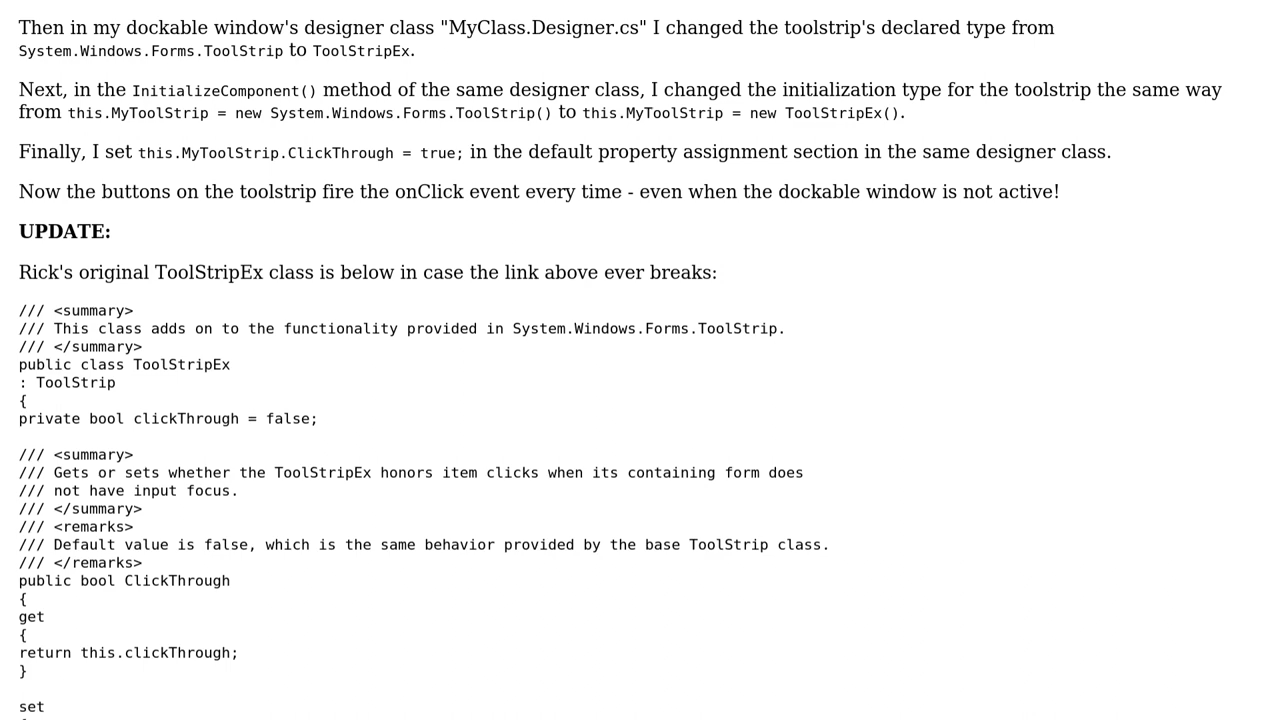 Then in my dockable window's designer class "MyClass.Designer.cs" I changed the toolstrip's declared type from
System.Windows.Forms.ToolStrip to ToolStripEx.
Next, in the InitializeComponent() method of the same designer class, I changed the initialization type for the toolstrip the same way
from this.MyToolStrip = new System.Windows.Forms.ToolStrip() to this.MyToolStrip = new ToolStripEx().
Finally, I set this.MyToolStrip.ClickThrough = true; in the default property assignment section in the same designer class.
Now the buttons on the toolstrip fire the onClick event every time - even when the dockable window is not active!
UPDATE:
Rick's original ToolStripEx class is below in case the link above ever breaks:
/// <summary>
/// This class adds on to the functionality provided in System.Windows.Forms.ToolStrip.
/// </summary>
public class ToolStripEx
: ToolStrip
{
private bool clickThrough = false;
/// <summary>
/// Gets or sets whether the ToolStripEx honors item clicks when its containing form does
/// not have input focus.
/// </summary>
/// <remarks>
/// Default value is false, which is the same behavior provided by the base ToolStrip class.
/// </remarks>
public bool ClickThrough
{
get
{
return this.clickThrough;
}
set